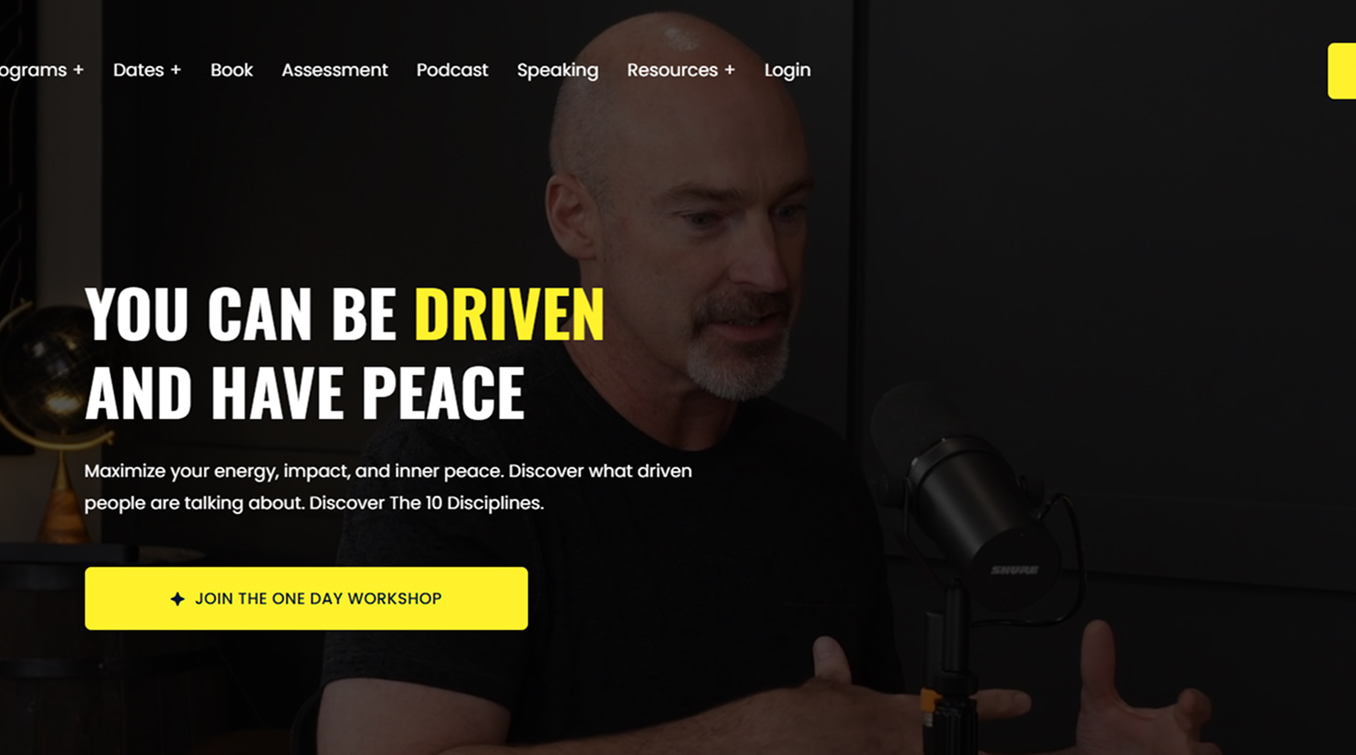 ograms + Dates + Book Assessment Podcast Speaking Resources + Login
YOU CAN BE DRIVEN
AND HAVE PEACE
Maximize your energy, impact, and inner peace. Discover what driven
people are talking about. Discover The 10 Disciplines.
SHURE
JOIN THE ONE DAY WORKSHOP